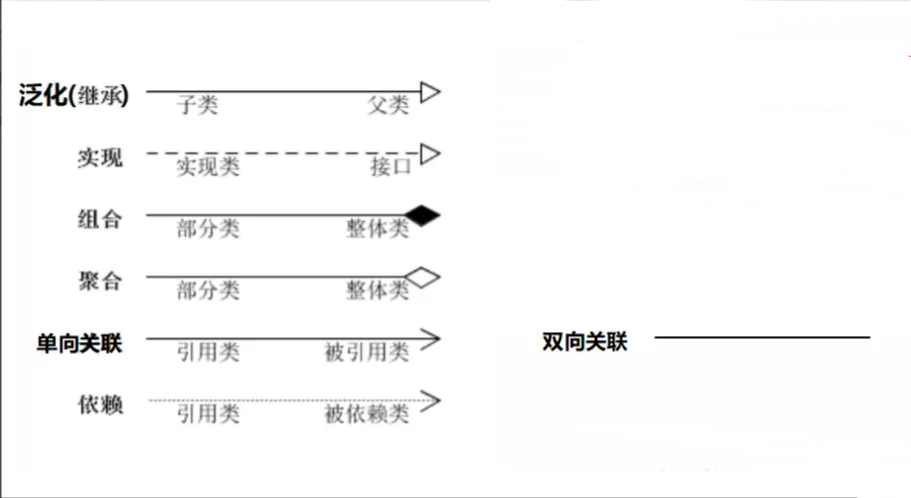 泛化(继承)
子类 父类
实现
实现类 接口
组合
部分类 整体类
聚合
部分类 整体类
单向关联
引用类 被引用类
双向关联
依赖
引用类 被依赖类